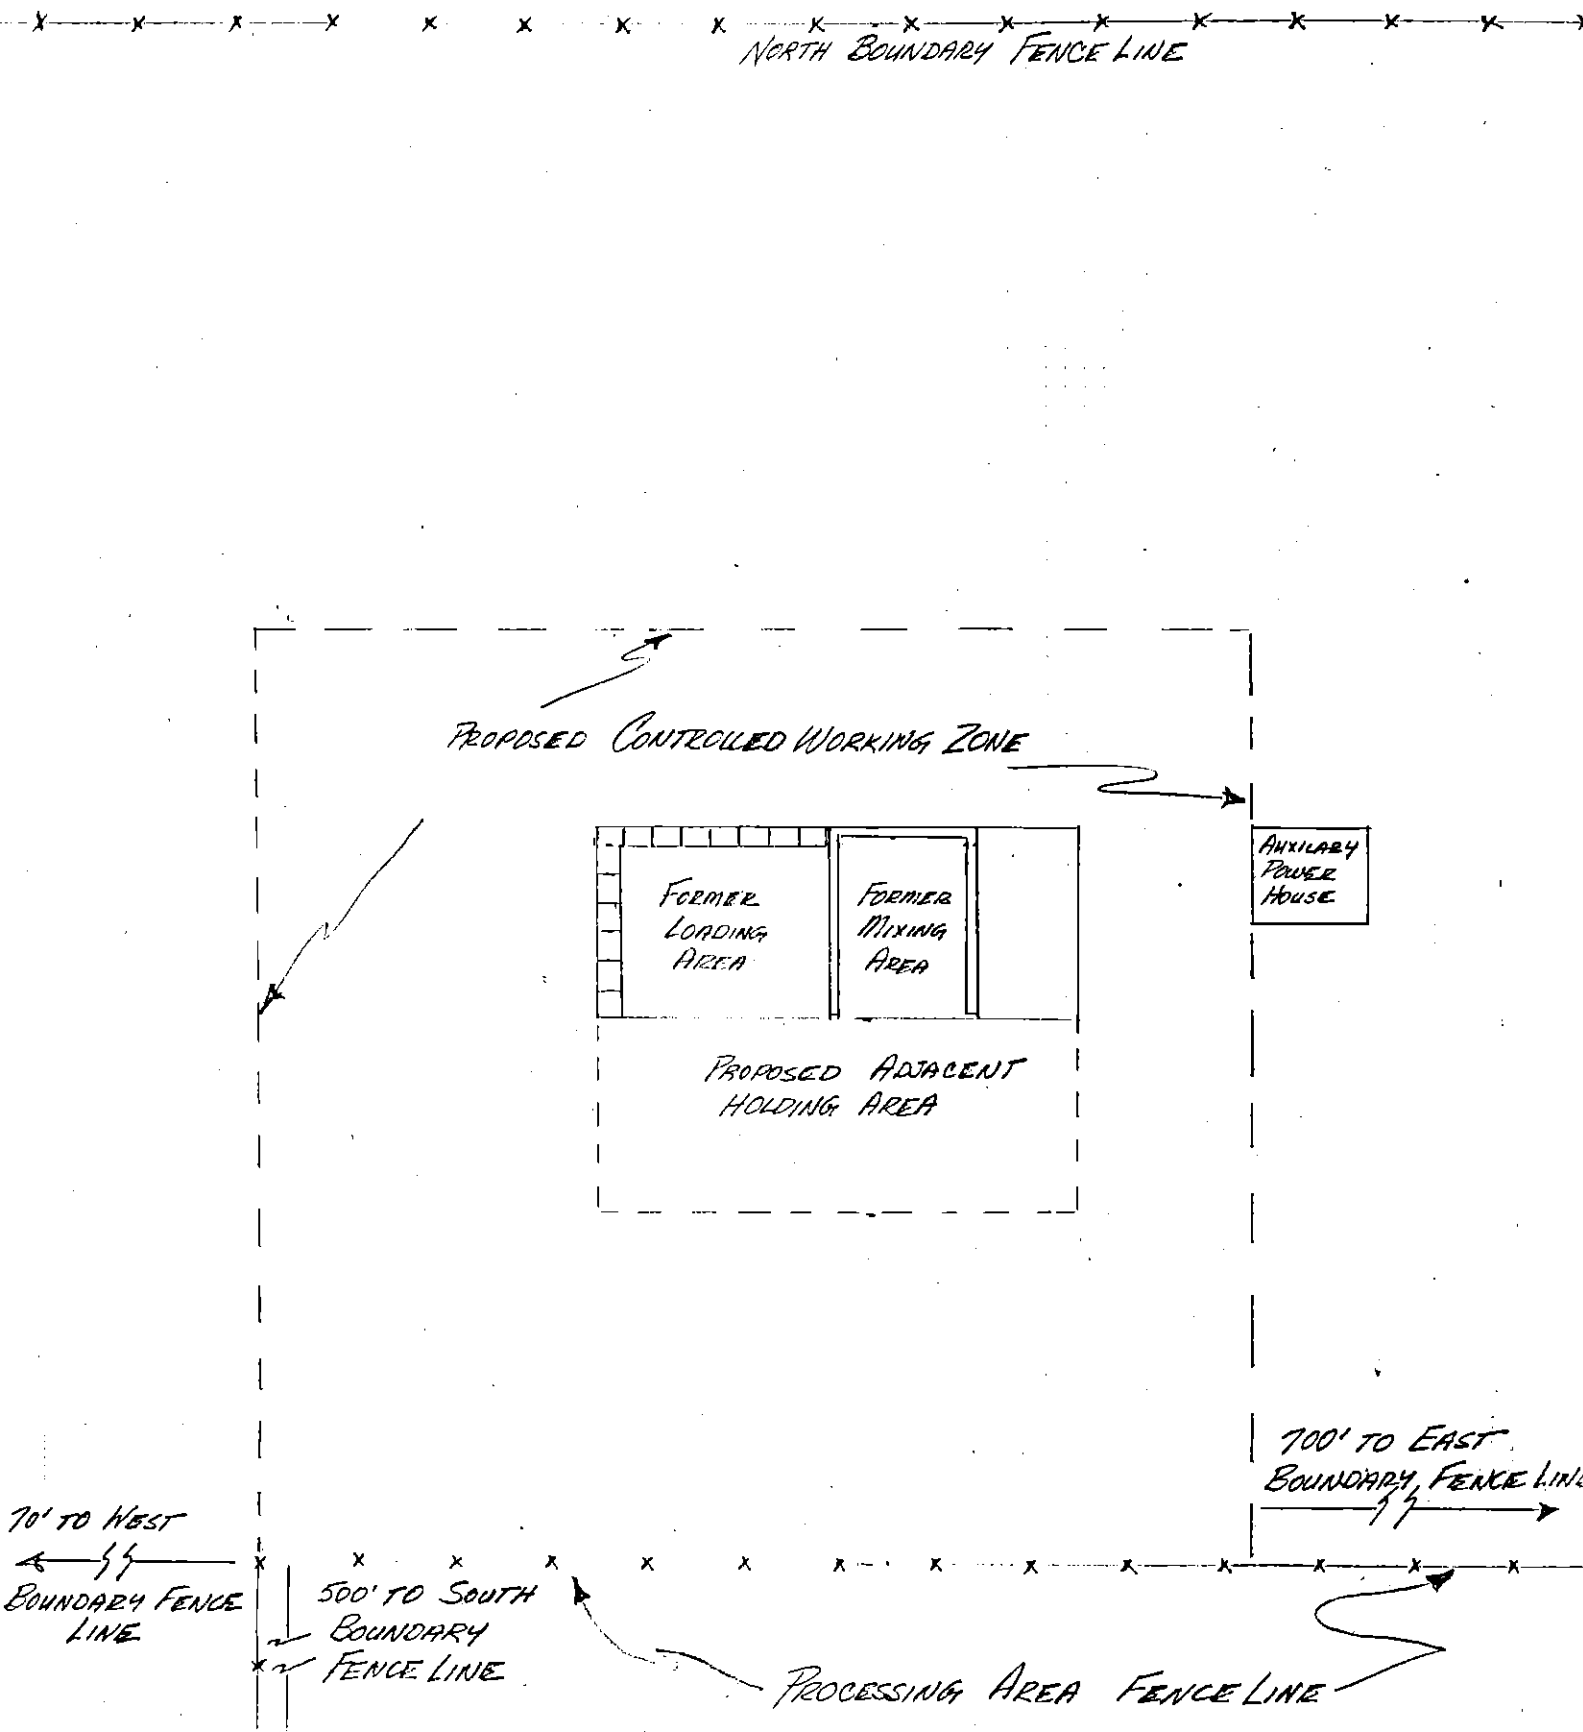 NORTH BOUNDARY FENCE LINE
PROPOSED CONTROLLED WORKING ZONE
AUXILARY
POWER
HOUSE
FORMER
LOADING
AREA
FORMER
MIXING
AREA
PROPOSED ADJACENT
HOLDING AREA
700' TO EAST
BOUNDARY FENCE LINE
70' TO WEST
BOUNDARY FENCE
LINE
500' TO SOUTH
BOUNDARY
FENCE LINE
PROCESSING AREA FENCE LINE